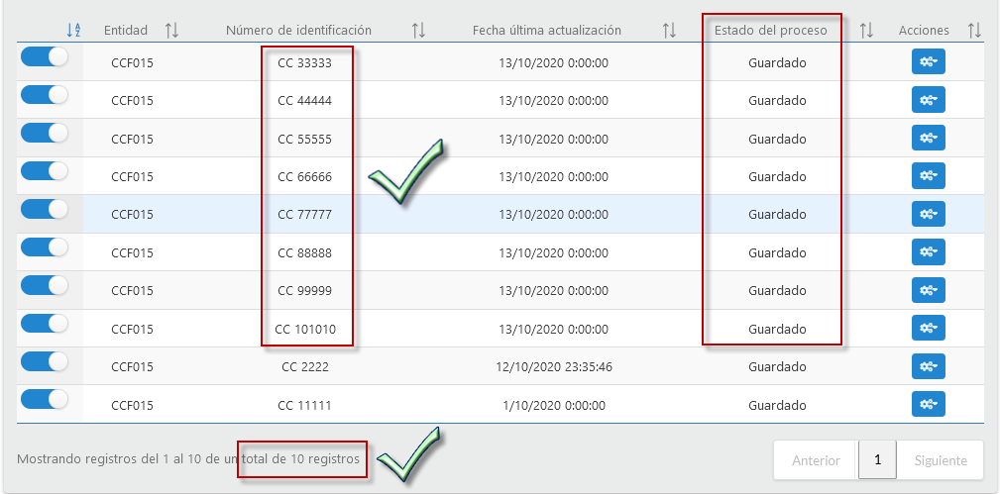 Entidad Número de identificación Fecha última actualización Estado del proceso Acciones
CCF015 CC 33333 13/10/2020 0:00:00 Guardado
CCF015 CC 44444 13/10/2020 0:00:00 Guardado
CCF015 CC 55555 13/10/2020 0:00:00 Guardado
CCF015 CC 66666 13/10/2020 0:00:00 Guardado
CCF015 CC 77777 13/10/2020 0:00:00 Guardado
CCF015 CC 88888 13/10/2020 0:00:00 Guardado
CCF015 CC 99999 13/10/2020 0:00:00 Guardado
CCF015 CC 101010 13/10/2020 0:00:00 Guardado
CCF015 CC 2222 12/10/2020 23:35:46 Guardado
CCF015 CC 11111 1/10/2020 0:00:00 Guardado
Mostrando registros del 1 al 10 de un total de 10 registros Anterior 1 Siguiente